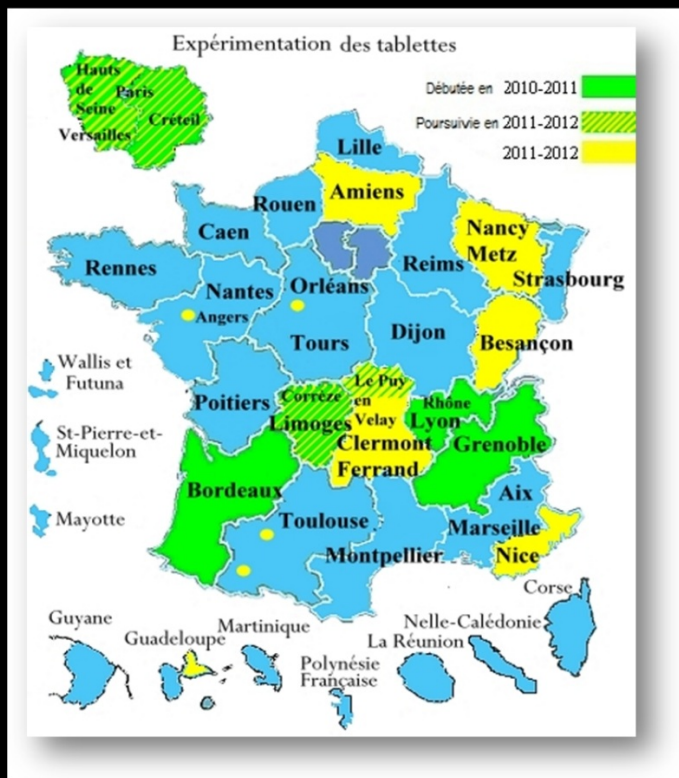 Expérimentation des tablettes
Hauts
de
Seine
Paris
Créteil
Versailles
Débutée en 2010-2011
Poursuivie en 2011-2012
2011-2012
Lille
Amiens
Rouen
Caen
Nancy
Metz
Reims
Strasbourg
Rennes
Nantes
Angers
Orléans
Tours
Dijon
Besançon
Wallis et
Futuna
St-Pierre-et-
Miquelon
Mayotte
Poitiers
Corrèze
Limoges
Le Puy
en
Velay
Clermont
Ferrand
Rhône
Lyon
Grenoble
Bordeaux
Toulouse
Aix
Marseille
Nice
Montpellier
Corse
Guyane
Guadeloupe
Martinique
Polynésie
Française
La Réunion
Nelle-Calédonie